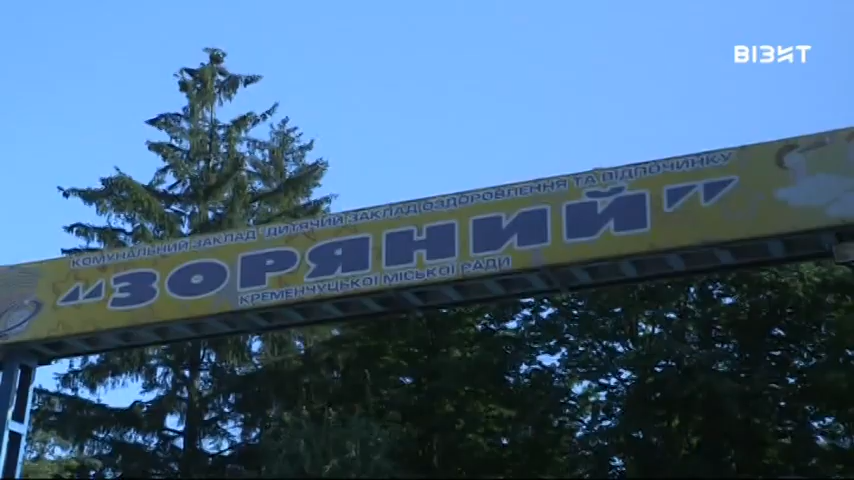 ВІЗИТ
КОМУНАЛЬНИЙ ЗАКЛАД "ДИТЯЧИЙ ЗАКЛАД ОЗДОРОВЛЕННЯ ТА ВІДПОЧИНКУ
"ЗОРЯНИЙ"
КРЕМЕНЧУЦЬКОЇ МІСЬКОЇ РАДИ